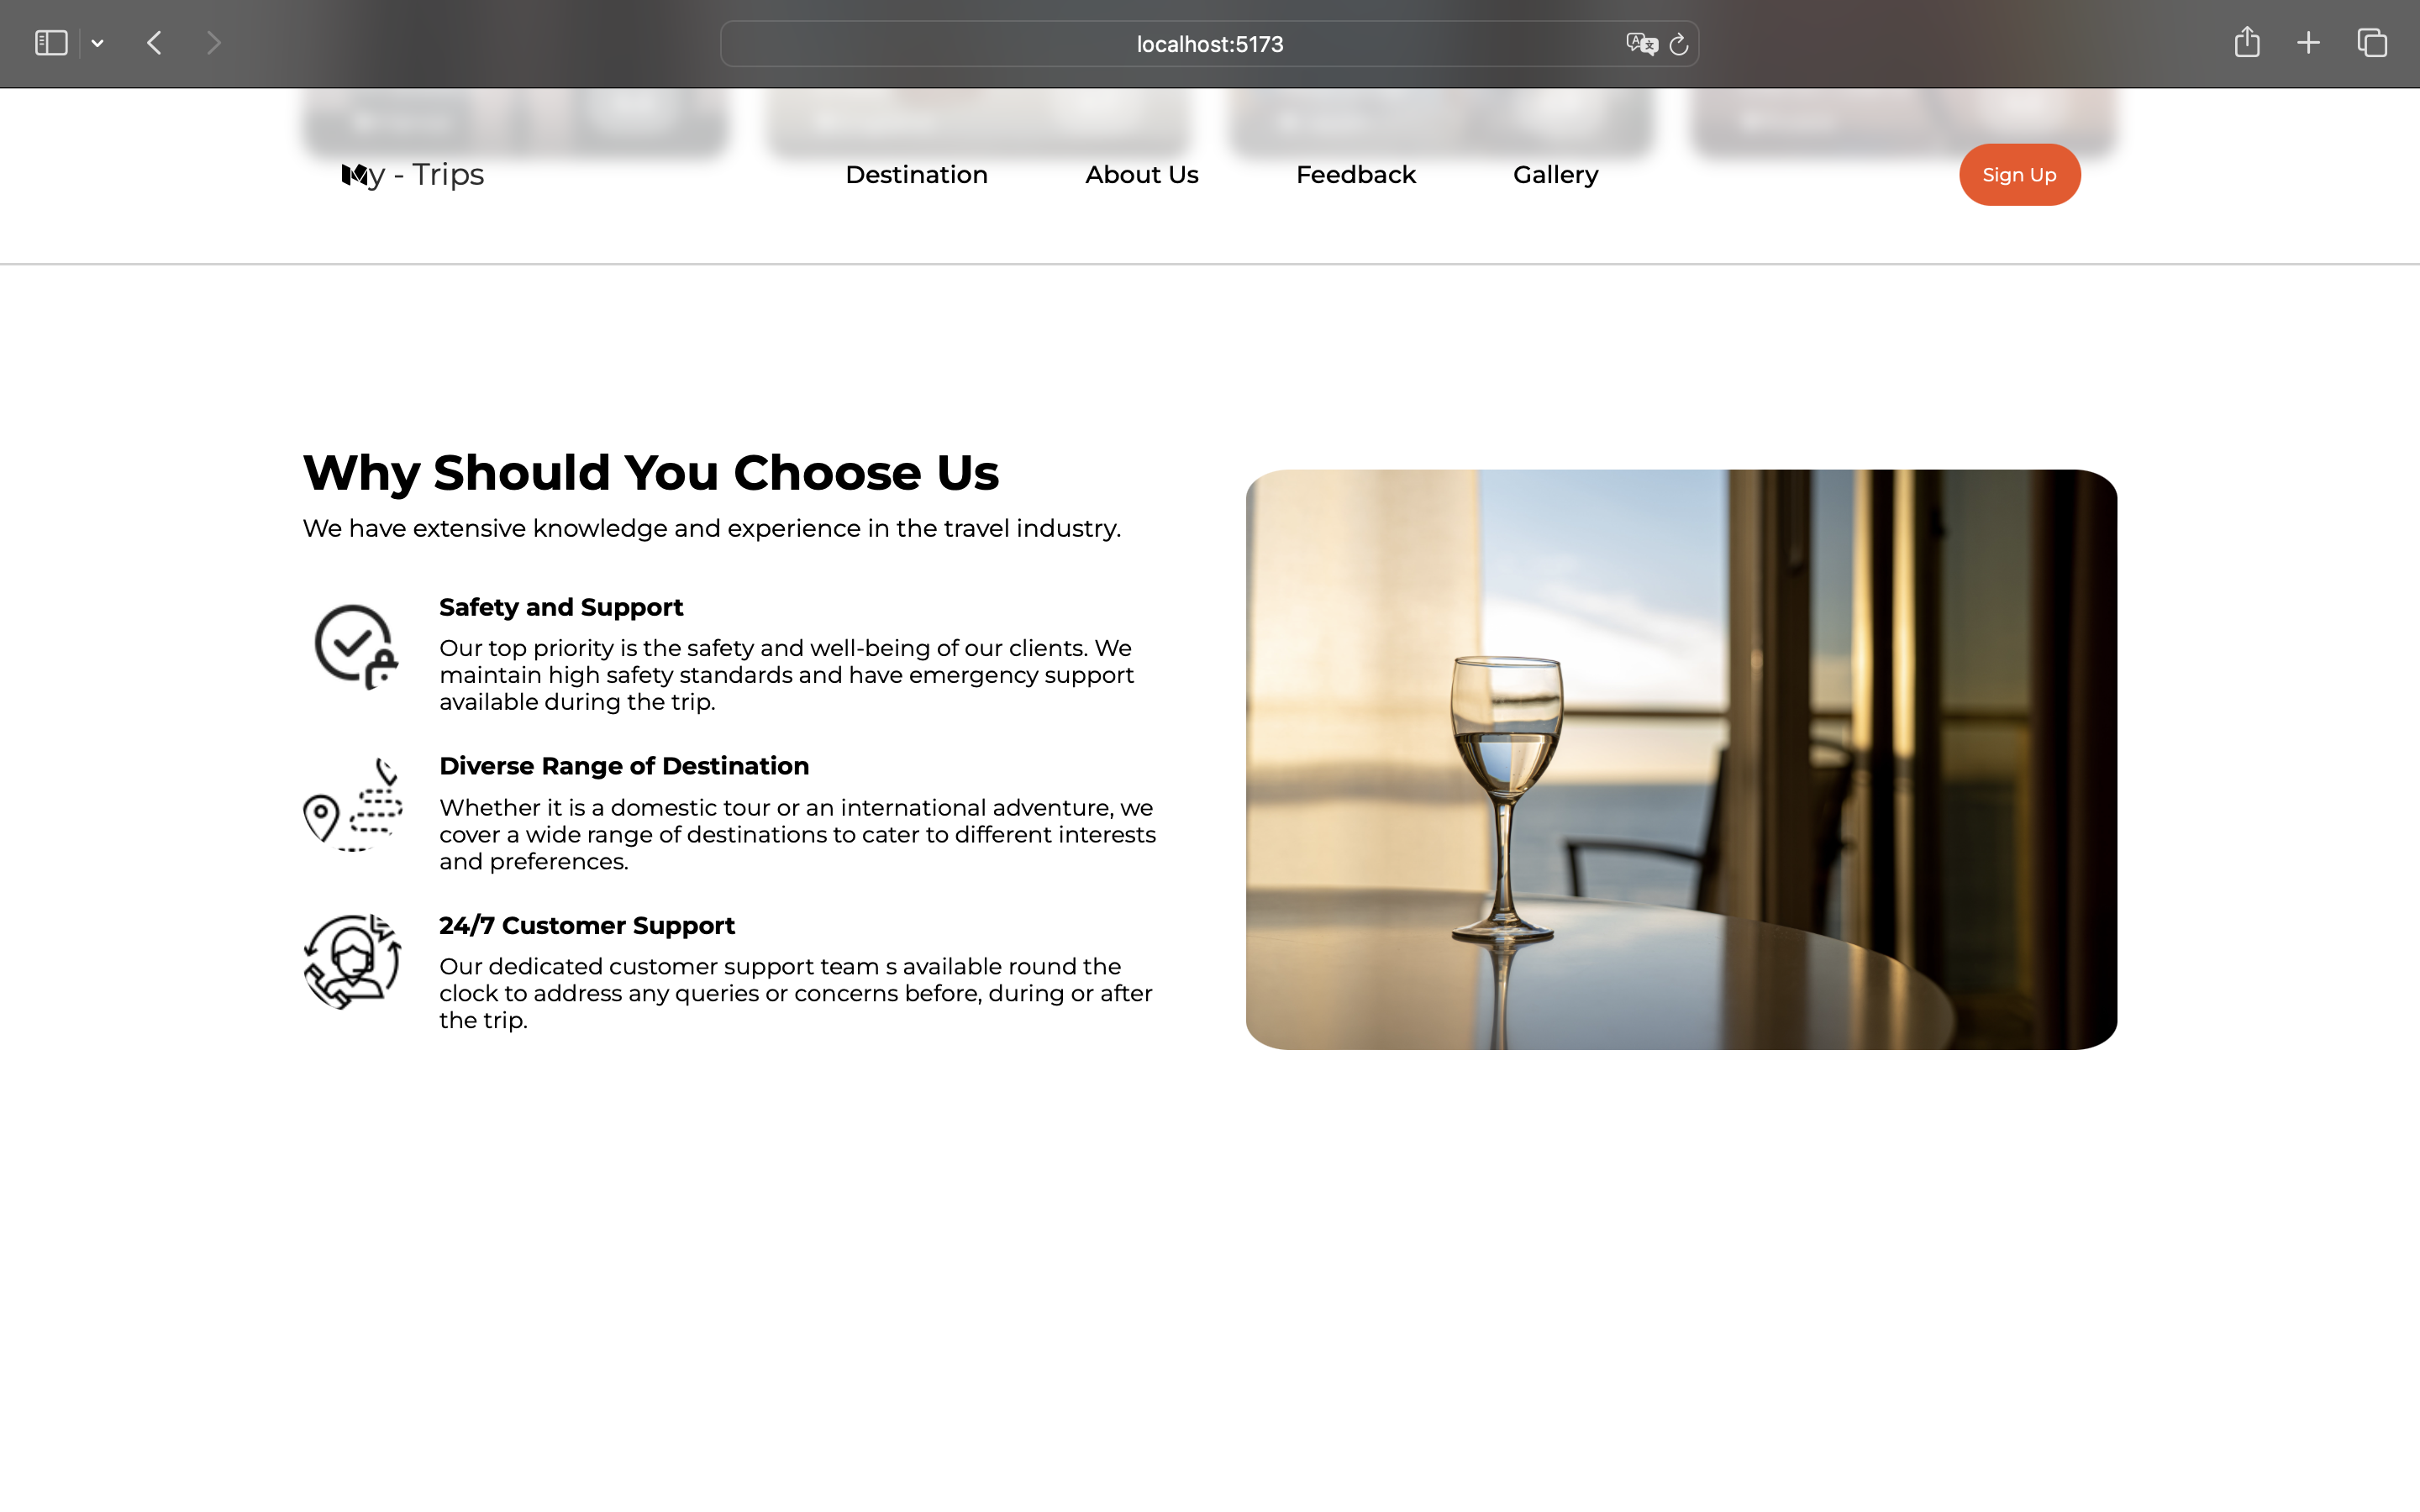 localhost:5173
My - Trips
Destination
About Us
Feedback
Gallery
Sign Up
Why Should You Choose Us
We have extensive knowledge and experience in the travel industry.
Safety and Support
Our top priority is the safety and well-being of our clients. We
maintain high safety standards and have emergency support
available during the trip.
Diverse Range of Destination
Whether it is a domestic tour or an international adventure, we
cover a wide range of destinations to cater to different interests
and preferences.
24/7 Customer Support
Our dedicated customer support team s available round the
clock to address any queries or concerns before, during or after
the trip.